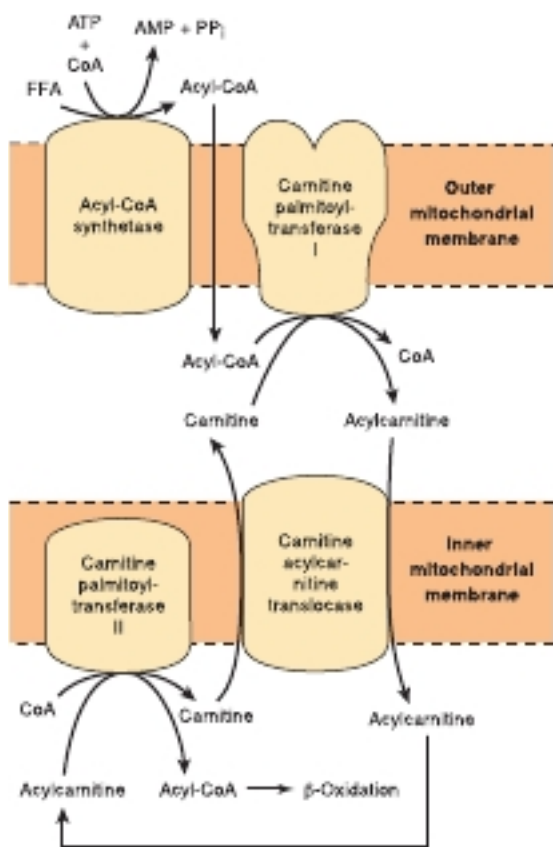 ATP
+
CoA
AMP + PPi
FFA
Acyl-CoA
Acyl-CoA
synthetase
Carnitine
palmitoyl-
transferase
I
Outer
mitochondrial
membrane
Acyl-CoA
CoA
Carnitine
Acylcarnitine
Carnitine
palmitoyl-
transferase
II
Carnitine
acylcar-
nitine
translocase
Inner
mitochondrial
membrane
CoA
Carnitine
Acylcarnitine
Acylcarnitine
Acyl-CoA
β-Oxidation